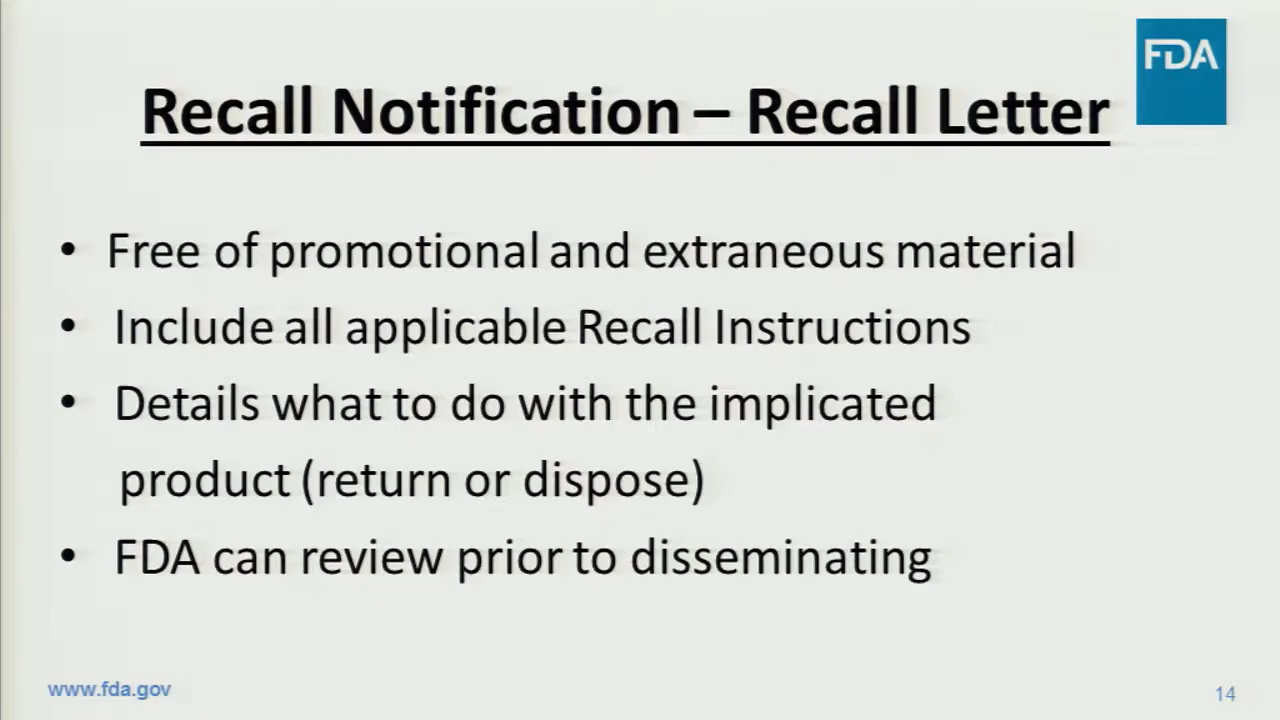 FDA
Recall Notification – Recall Letter
• Free of promotional and extraneous material
• Include all applicable Recall Instructions
• Details what to do with the implicated
product (return or dispose)
• FDA can review prior to disseminating
www.fda.gov
14